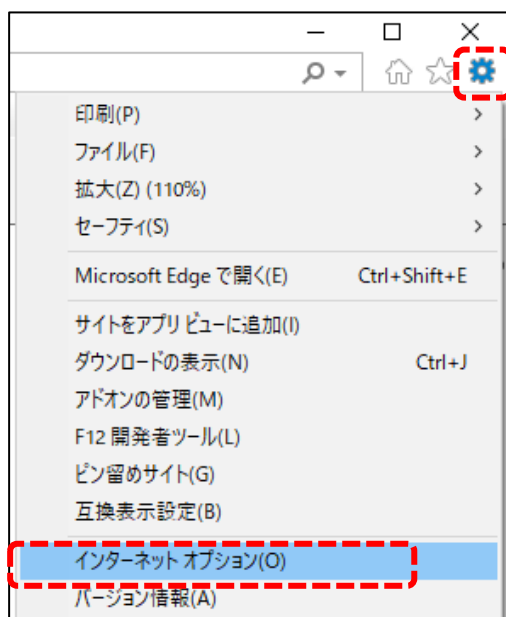 印刷(P)
ファイル(F)
拡大(Z) (110%)
セーフティ(S)
Microsoft Edge で開く(E) Ctrl+Shift+E
サイトをアプリ ビューに追加(I)
ダウンロードの表示(N) Ctrl+J
アドオンの管理(M)
F12 開発者ツール(L)
ピン留めサイト(G)
互換表示設定(B)
インターネット オプション(O)
バージョン情報(A)